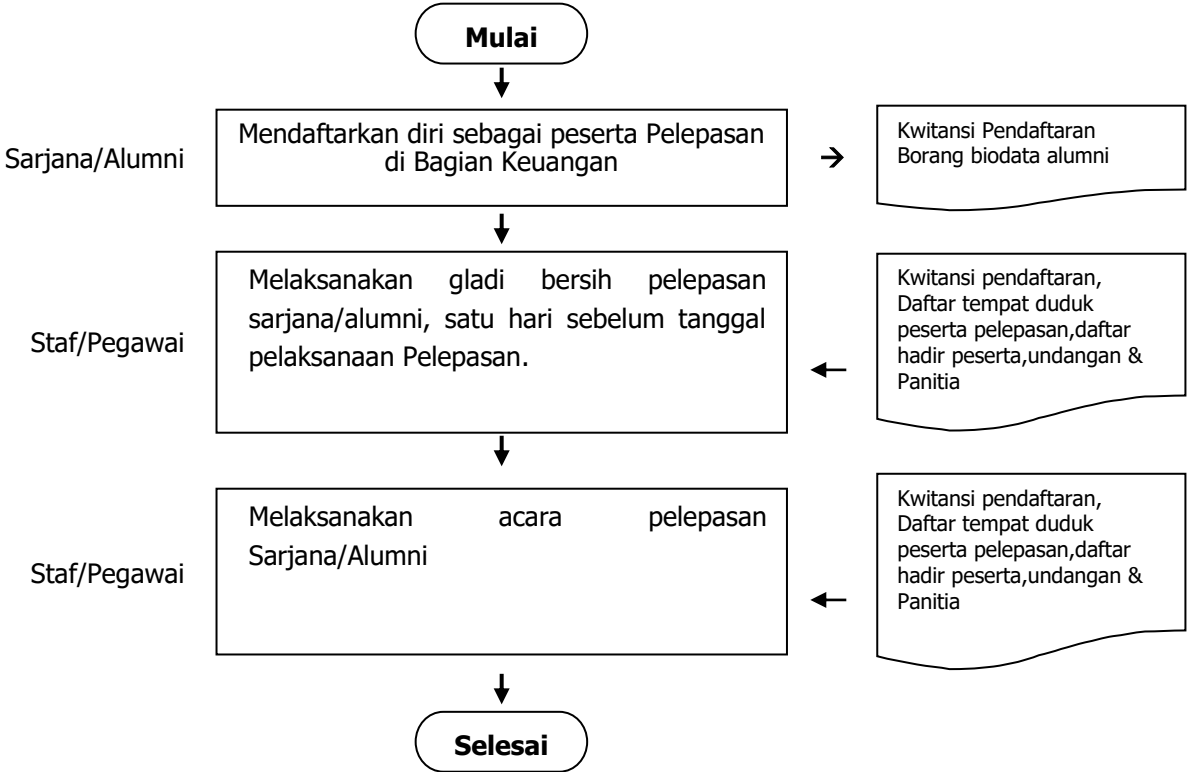 Mulai
Sarjana/Alumni
Mendaftarkan diri sebagai peserta Pelepasan
di Bagian Keuangan
Kwitansi Pendaftaran
Borang biodata alumni
Staf/Pegawai
Melaksanakan gladi bersih pelepasan
sarjana/alumni, satu hari sebelum tanggal
pelaksanaan Pelepasan.
Kwitansi pendaftaran,
Daftar tempat duduk
peserta pelepasan,daftar
hadir peserta,undangan &
Panitia
Staf/Pegawai
Melaksanakan acara pelepasan
Sarjana/Alumni
Kwitansi pendaftaran,
Daftar tempat duduk
peserta pelepasan,daftar
hadir peserta,undangan &
Panitia
Selesai